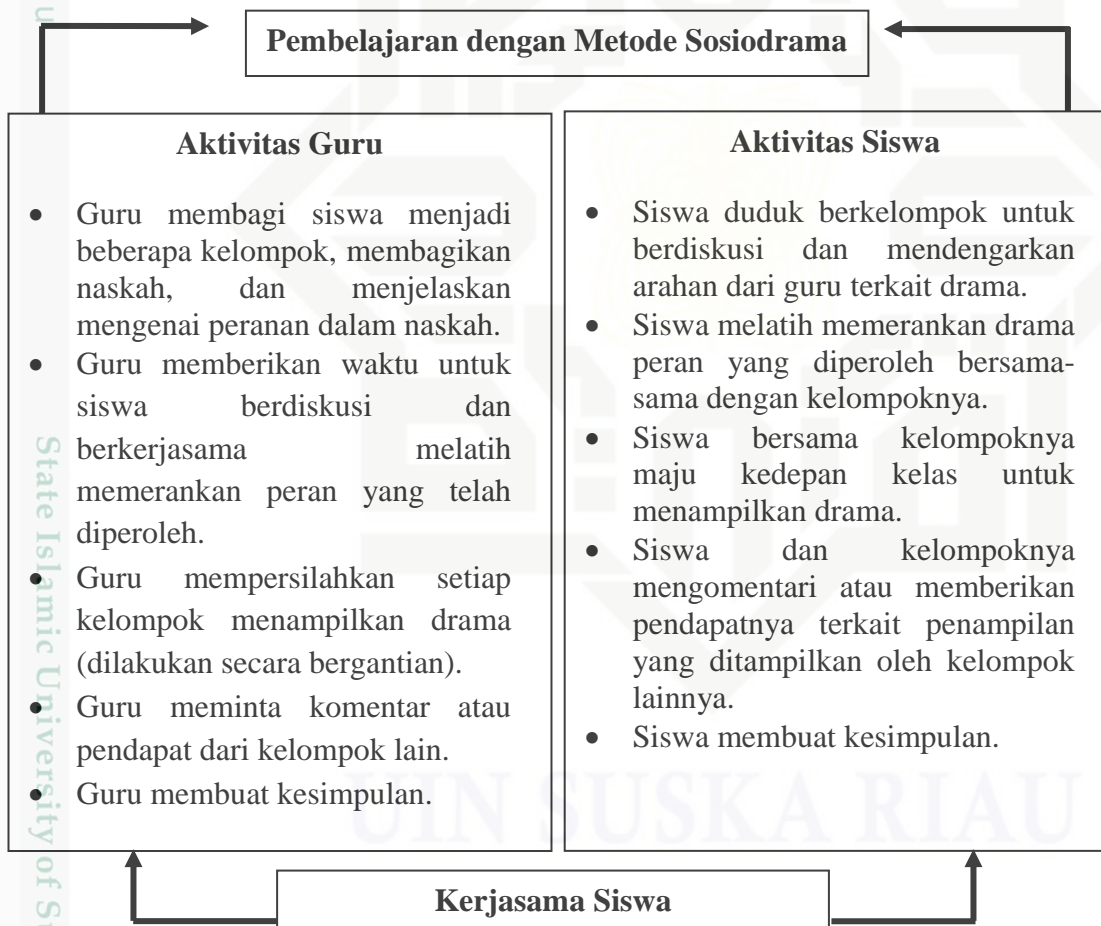 Pembelajaran dengan Metode Sosiodrama
Aktivitas Guru
• Guru membagi siswa menjadi
beberapa kelompok, membagikan
naskah, dan menjelaskan
mengenai peranan dalam naskah.
• Guru memberikan waktu untuk
siswa berdiskusi dan
berkerjasama melatih
memerankan peran yang telah
diperoleh.
• Guru mempersilahkan setiap
kelompok menampilkan drama
(dilakukan secara bergantian).
• Guru meminta komentar atau
pendapat dari kelompok lain.
• Guru membuat kesimpulan.
Aktivitas Siswa
• Siswa duduk berkelompok untuk
berdiskusi dan mendengarkan
arahan dari guru terkait drama.
• Siswa melatih memerankan drama
peran yang diperoleh bersama-
sama dengan kelompoknya.
• Siswa bersama kelompoknya
maju kedepan kelas untuk
menampilkan drama.
• Siswa dan kelompoknya
mengomentari atau memberikan
pendapatnya terkait penampilan
yang ditampilkan oleh kelompok
lainnya.
• Siswa membuat kesimpulan.
Kerjasama Siswa
UIN SUSKA RIAU
State Islamic University of